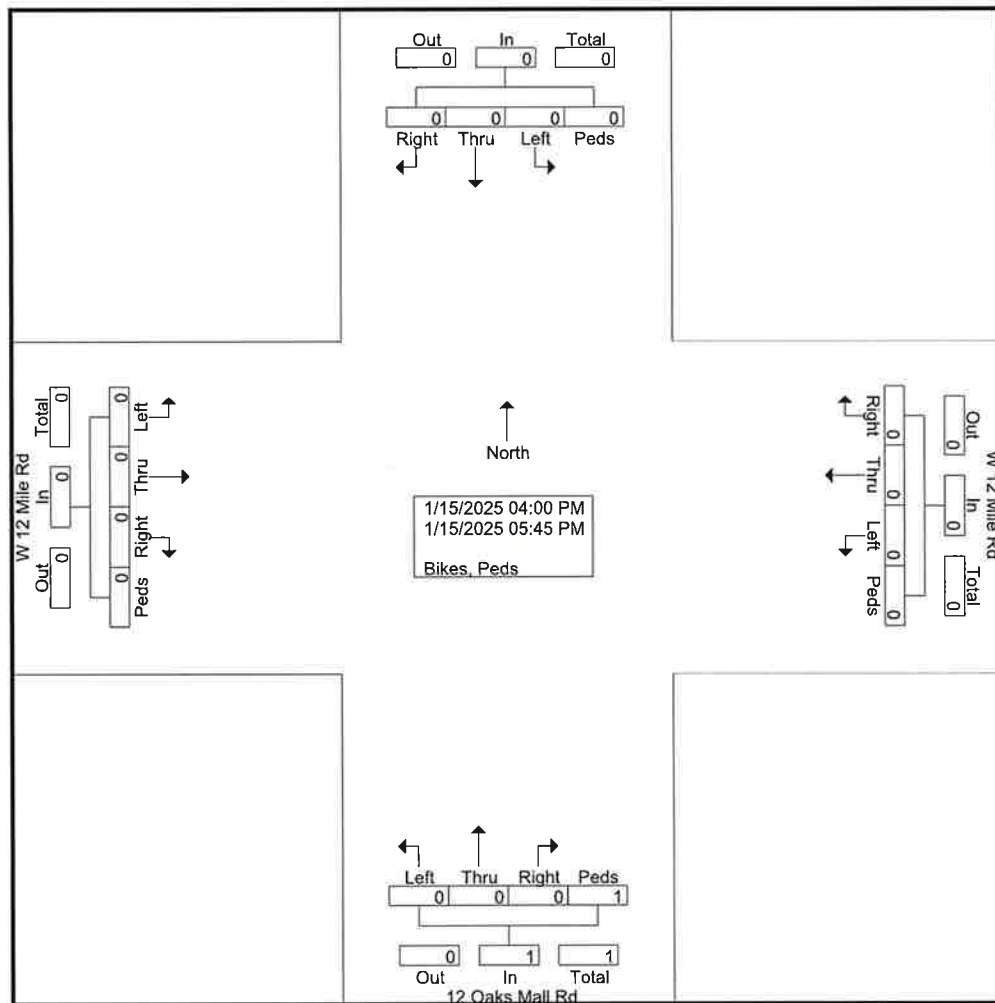 Out In Total
0 0 0
0 0 0 0
Right Thru Left Peds
W 12 Mile Rd
Total In Out
0 0 0
0 0 0 0
Left Thru Right Peds
North
1/15/2025 04:00 PM
1/15/2025 05:45 PM
Bikes, Peds
Right Thru Left Peds
0 0 0 0
Out In Total
0 0 0
W 12 Mile Rd
Left Thru Right Peds
0 0 0 1
0 1 1
Out In Total
12 Oaks Mall Rd